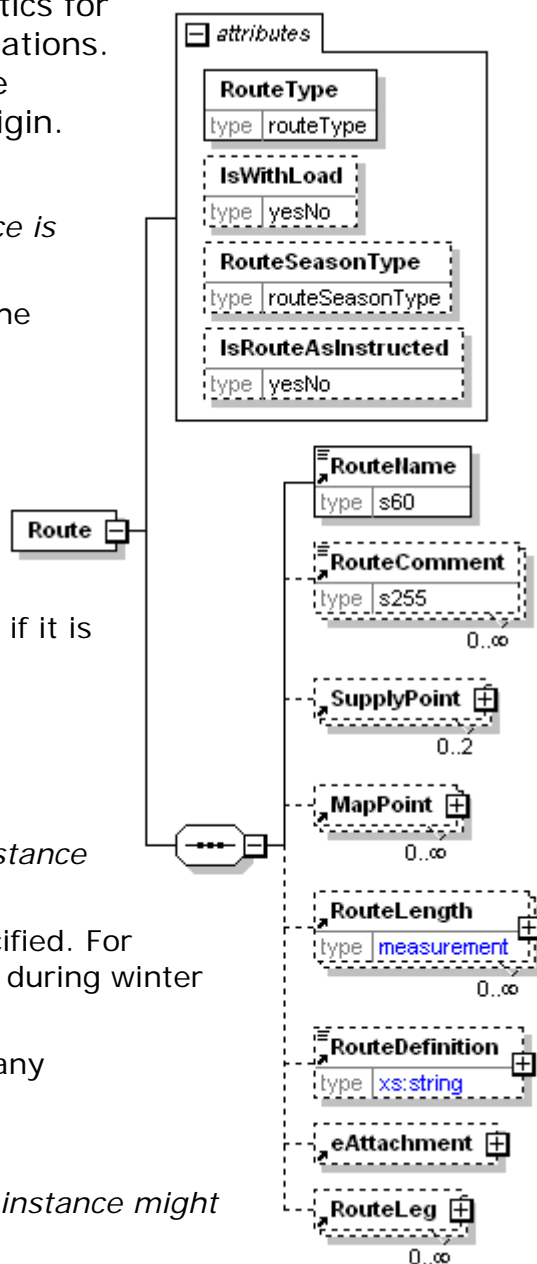 tics for
ations.
e
igin.
ce is
ne
if it is
stance
cified. For
during winter
any
instance might
attributes
RouteType
type routeType
IsWithLoad
type yesNo
RouteSeasonType
type routeSeasonType
IsRouteAsInstructed
type yesNo
Route
RouteName
type s60
RouteComment
type s255
0..∞
SupplyPoint
0..2
MapPoint
0..∞
RouteLength
type measurement
0..∞
RouteDefinition
type xs:string
eAttachment
RouteLeg
0..∞